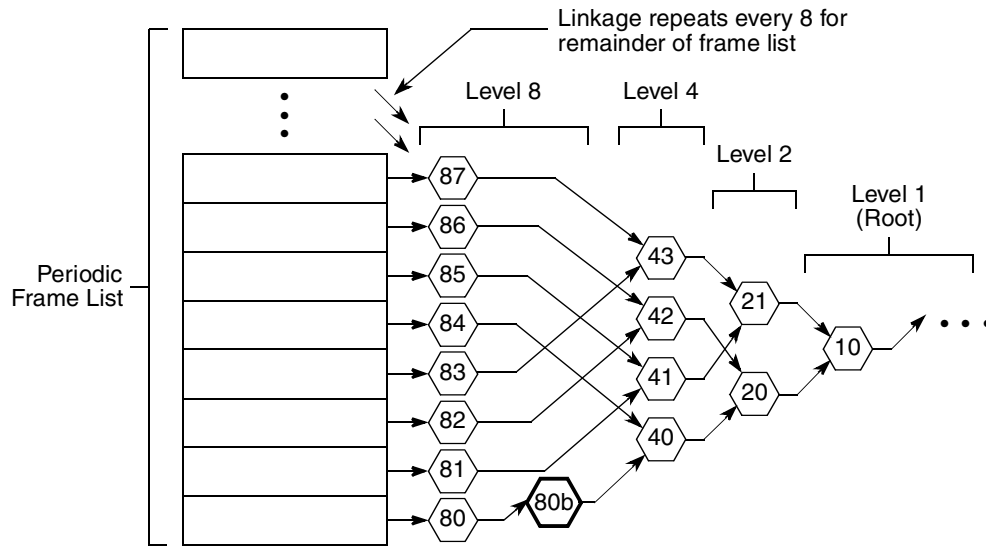 Linkage repeats every 8 for
remainder of frame list
Level 8
Level 4
Level 2
Level 1
(Root)
Periodic
Frame List
87
86
85
84
83
82
81
80
80b
43
42
41
40
21
20
10